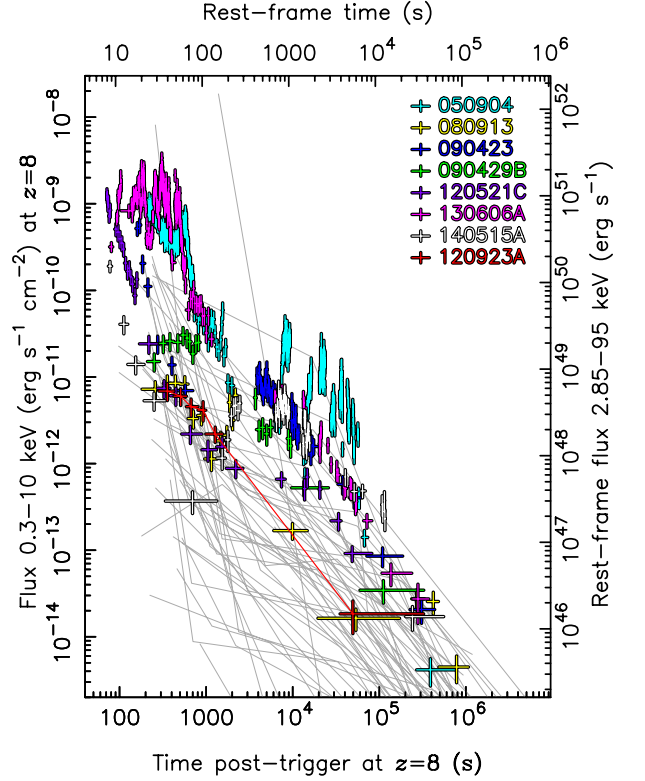 Rest-frame time (s)
10 100 1000 10⁴ 10⁵ 10⁶
050904
080913
090423
090429B
120521C
130606A
140515A
120923A
Flux 0.3-10 keV (erg s⁻¹ cm⁻²) at z=8
10⁻⁸
10⁻⁹
10⁻¹⁰
10⁻¹¹
10⁻¹²
10⁻¹³
10⁻¹⁴
10⁵²
10⁵¹
10⁵⁰
10⁴⁹
10⁴⁸
10⁴⁷
10⁴⁶
Rest-frame flux 2.85-95 keV (erg s⁻¹)
100 1000 10⁴ 10⁵ 10⁶
Time post-trigger at z=8 (s)